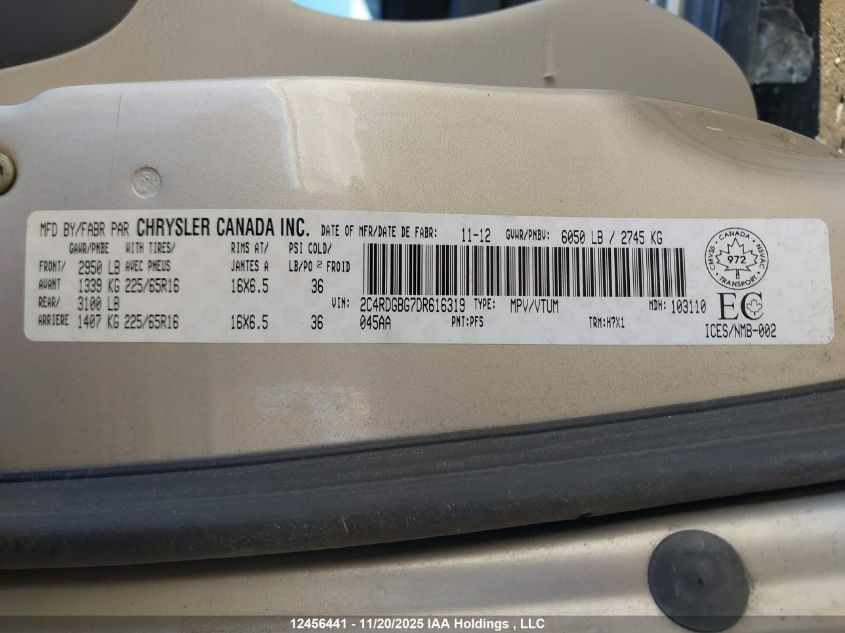 MFD BY/FABR PAR CHRYSLER CANADA INC. DATE OF MFR/DATE DE FABR: 11-12 GVWR/PNBV: 6050 LB / 2745 KG
GAWR/PNBE WITH TIRES/ RIMS AT/ PSI COLD/
FRONT/ 2950 LB AVEC PNEUS JANTES A LB/PO² FROID
AVANT 1339 KG 225/65R16 16X6.5 36
REAR/ 3100 LB VIN: 2C4RDGBG7DR616319 TYPE: MPV/VTUM MDH: 103110
ARRIERE 1407 KG 225/65R16 16X6.5 36 045AA PNT:PFS TRM:H7X1
CMVSS · CANADA · NSVAC
972
TRANSPORT
EC
ICES/NMB-002
12456441 - 11/20/2025 IAA Holdings , LLC